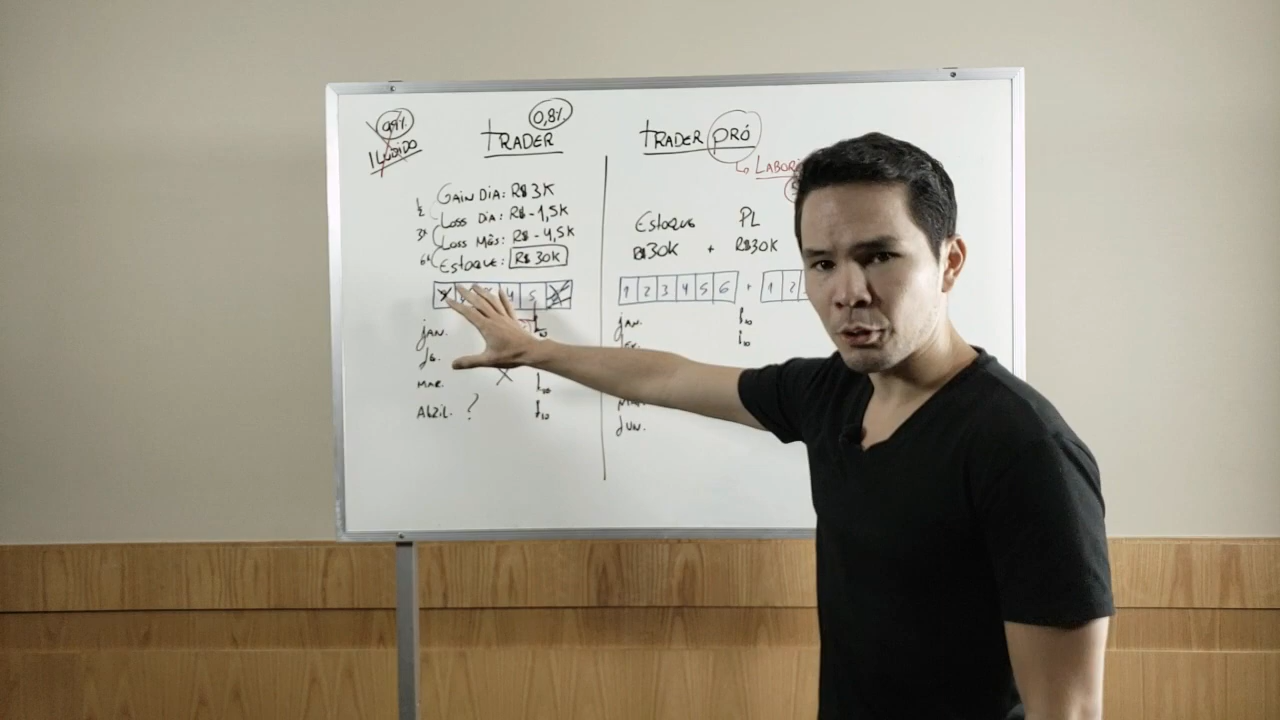 ILUDIDO
0,8%
TRADER
GAIN DIA: R$ 3K
LOSS DIA: R$ -1,5K
LOSS MÊS: R$ -4,5K
ESTOQUE: R$ 30K
4 5
JAN.
MAR.
ABRIL. ?
TRADER PRÓ
ESTOQUE PL
R$30K + R$30K
1 2 3 4 5 6 + 1 2
JAN.
JUN.